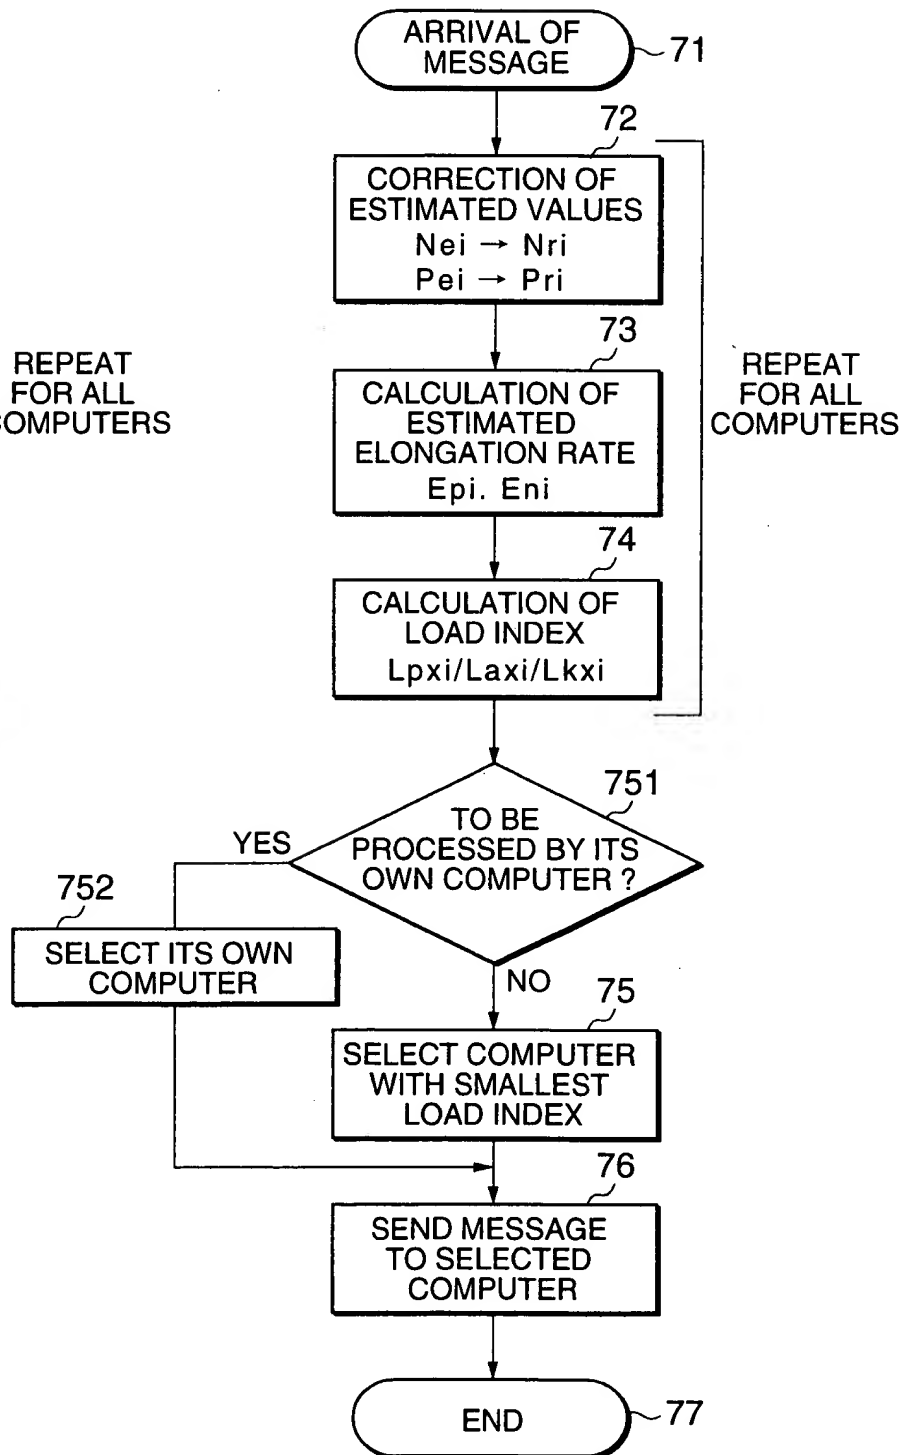 ARRIVAL OF
MESSAGE
71
72
CORRECTION OF
ESTIMATED VALUES
Nei → Nri
Pei → Pri
73
REPEAT
FOR ALL
COMPUTERS
CALCULATION OF
ESTIMATED
ELONGATION RATE
Epi. Eni
REPEAT
FOR ALL
COMPUTERS
74
CALCULATION OF
LOAD INDEX
Lpxi/Laxi/Lkxi
751
TO BE
PROCESSED BY ITS
OWN COMPUTER ?
YES
752
SELECT ITS OWN
COMPUTER
NO
75
SELECT COMPUTER
WITH SMALLEST
LOAD INDEX
76
SEND MESSAGE
TO SELECTED
COMPUTER
END
77